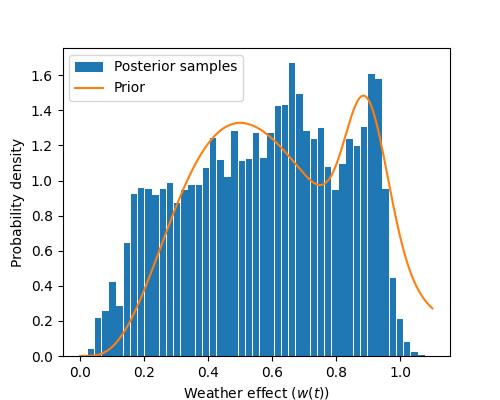 Posterior samples
Prior
1.6
1.4
1.2
1.0
0.8
0.6
0.4
0.2
0.0
Probability density
0.0 0.2 0.4 0.6 0.8 1.0
Weather effect (w(t))